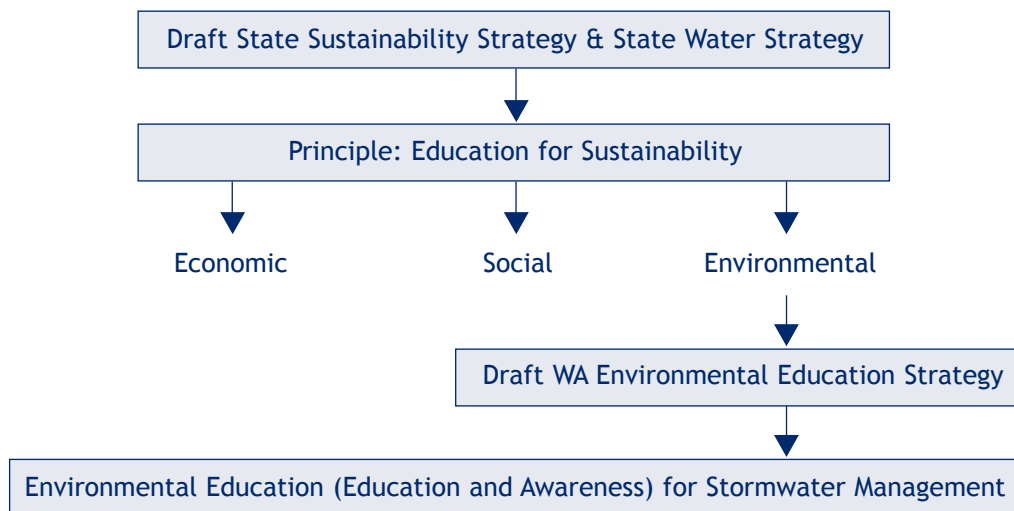 Draft State Sustainability Strategy & State Water Strategy
Principle: Education for Sustainability
Economic
Social
Environmental
Draft WA Environmental Education Strategy
Environmental Education (Education and Awareness) for Stormwater Management